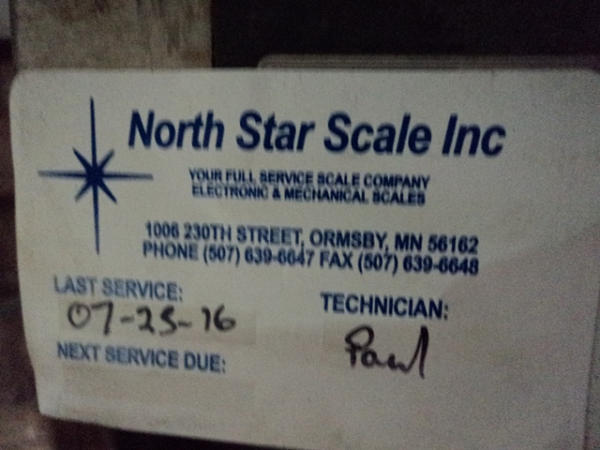 North Star Scale Inc
YOUR FULL SERVICE SCALE COMPANY
ELECTRONIC & MECHANICAL SCALES
1006 230TH STREET, ORMSBY, MN 56162
PHONE (507) 639-6647 FAX (507) 639-6648
LAST SERVICE:
07-25-16
TECHNICIAN:
Paul
NEXT SERVICE DUE: